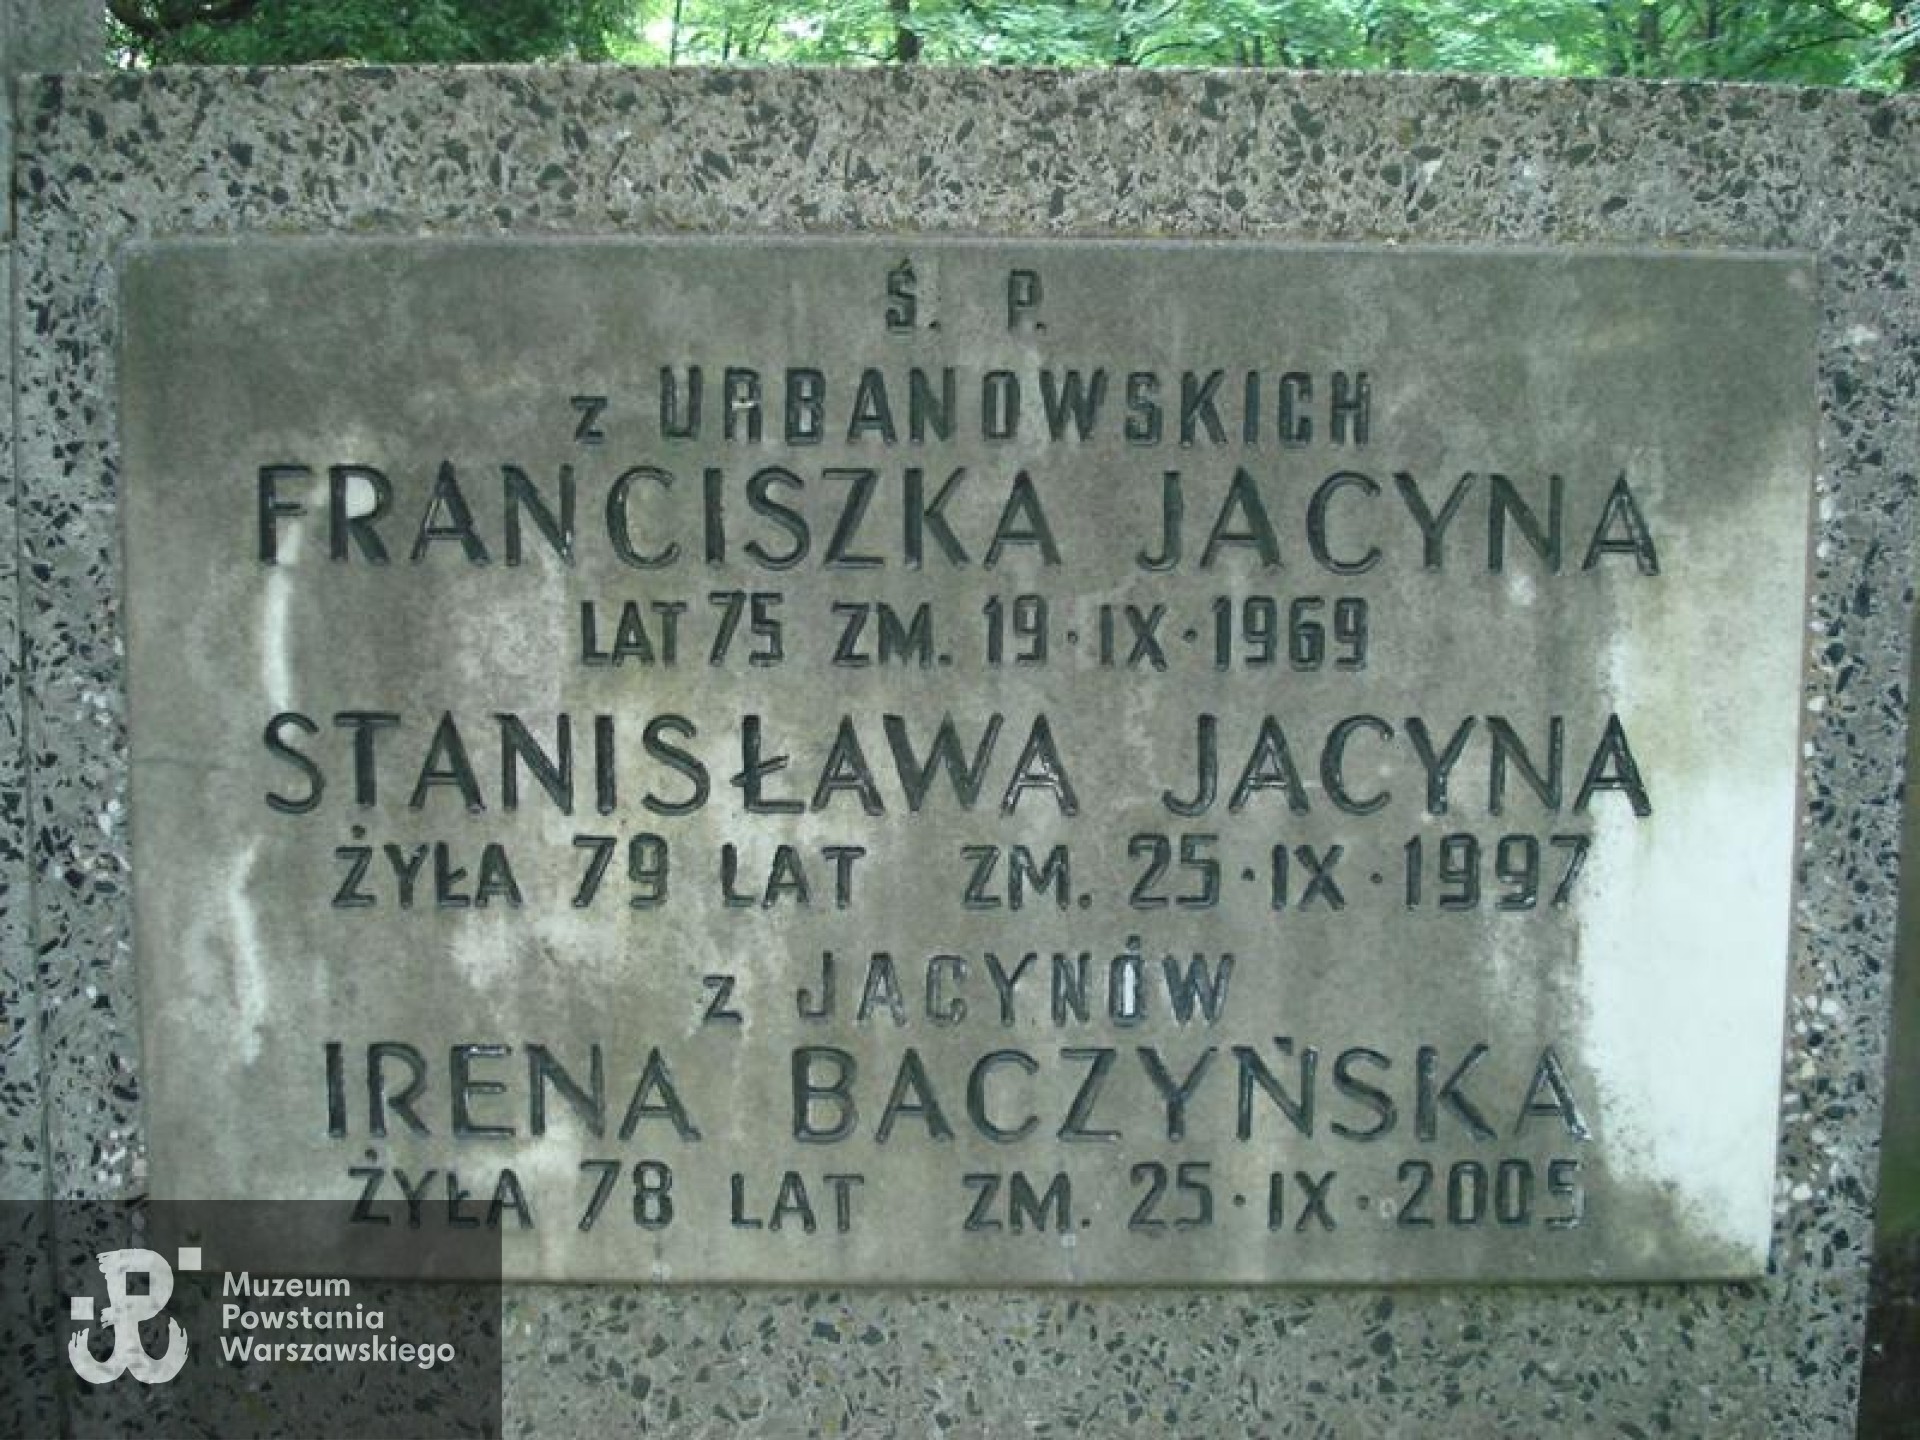 Ś. P.
z URBANOWSKICH
FRANCISZKA JACYNA
LAT 75 ZM. 19·IX·1969
STANISŁAWA JACYNA
ŻYŁA 79 LAT ZM. 25·IX·1997
z JACYNÓW
IRENA BACZYŃSKA
ŻYŁA 78 LAT ZM. 25·IX·2005
Muzeum
Powstania
Warszawskiego